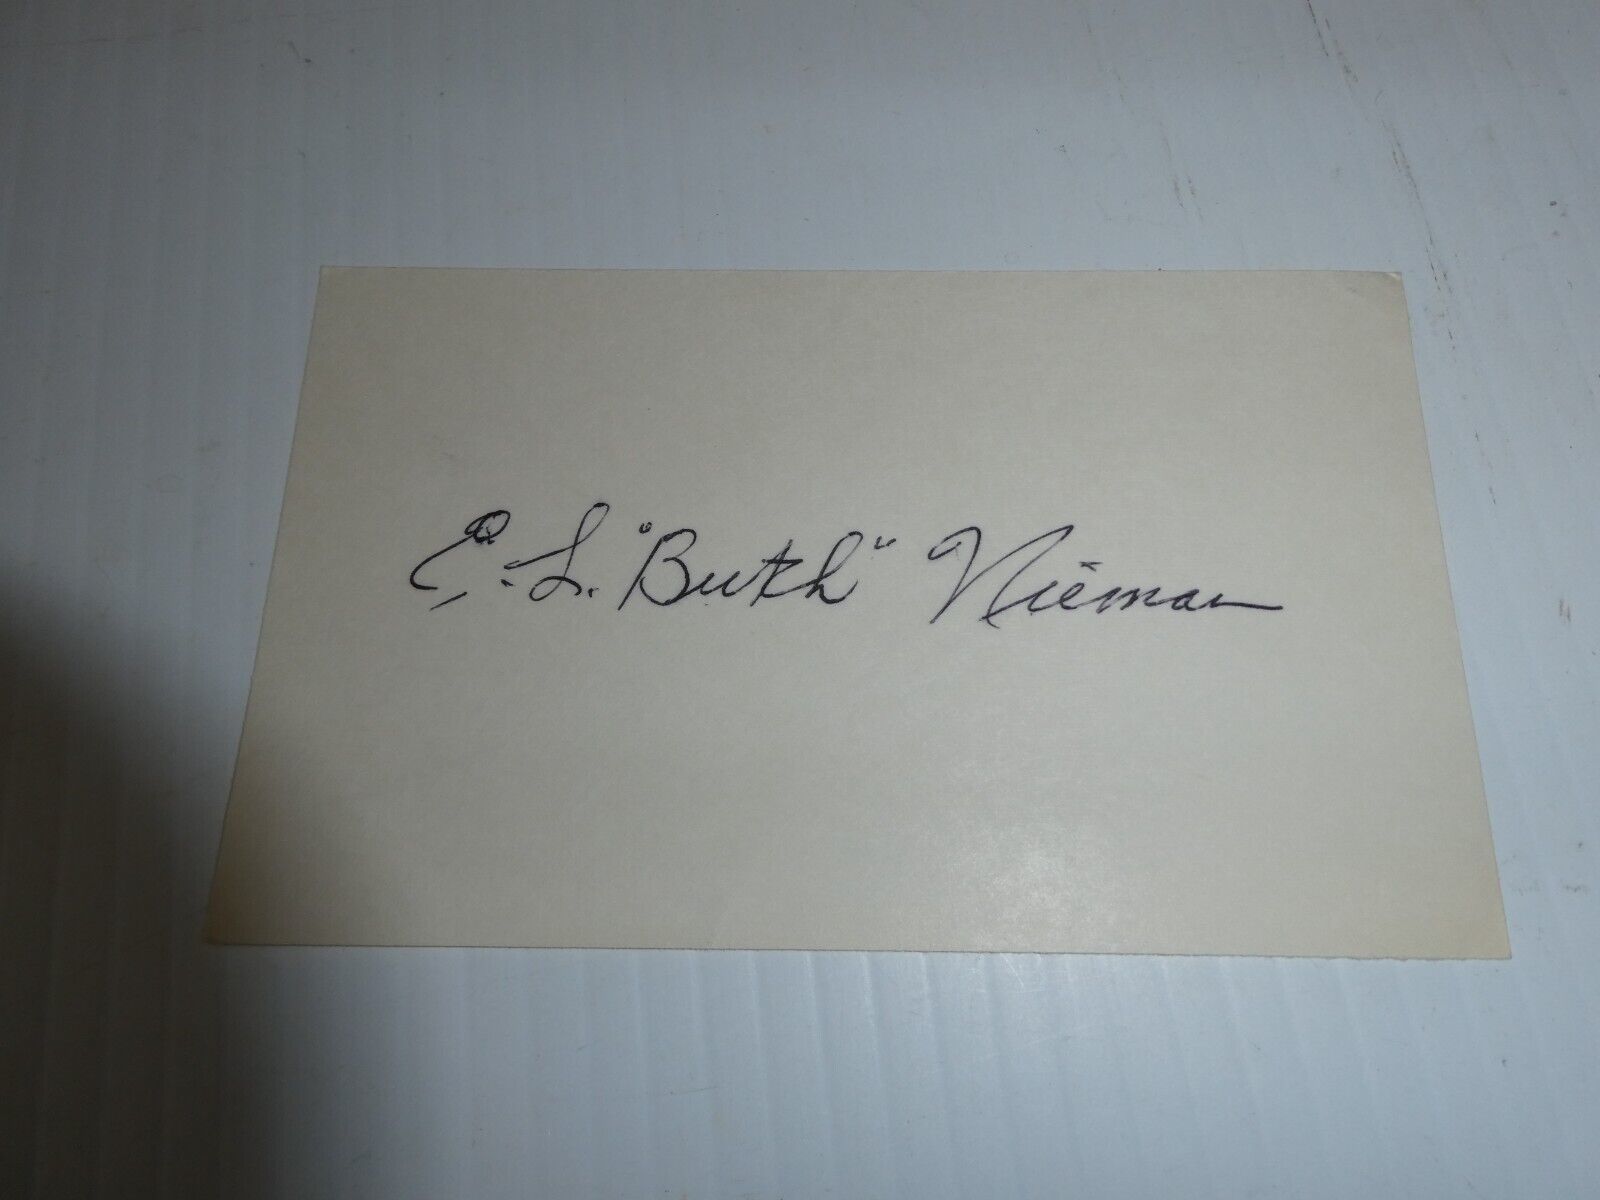 E. L. "Butch" Nieman